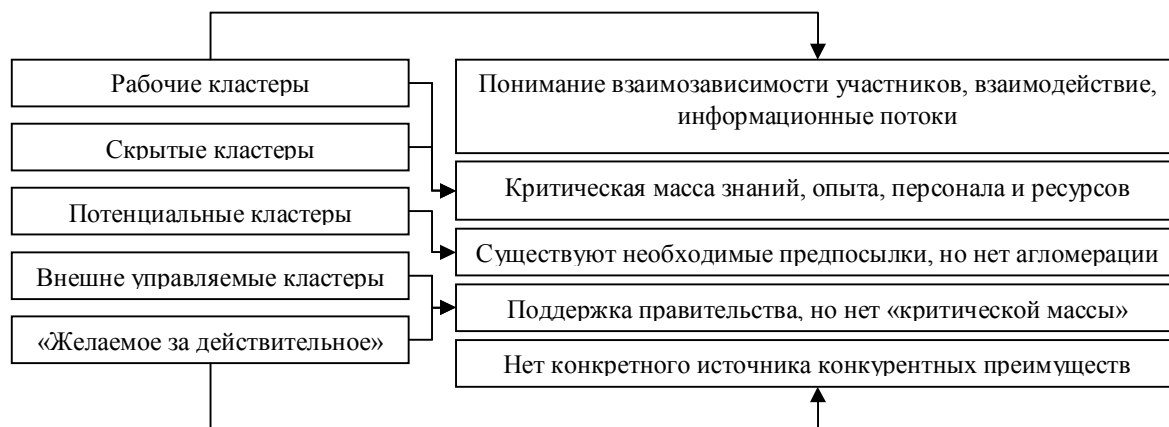 Рабочие кластеры
Скрытые кластеры
Потенциальные кластеры
Внешне управляемые кластеры
«Желаемое за действительное»
Понимание взаимозависимости участников, взаимодействие,
информационные потоки
Критическая масса знаний, опыта, персонала и ресурсов
Существуют необходимые предпосылки, но нет агломерации
Поддержка правительства, но нет «критической массы»
Нет конкретного источника конкурентных преимуществ